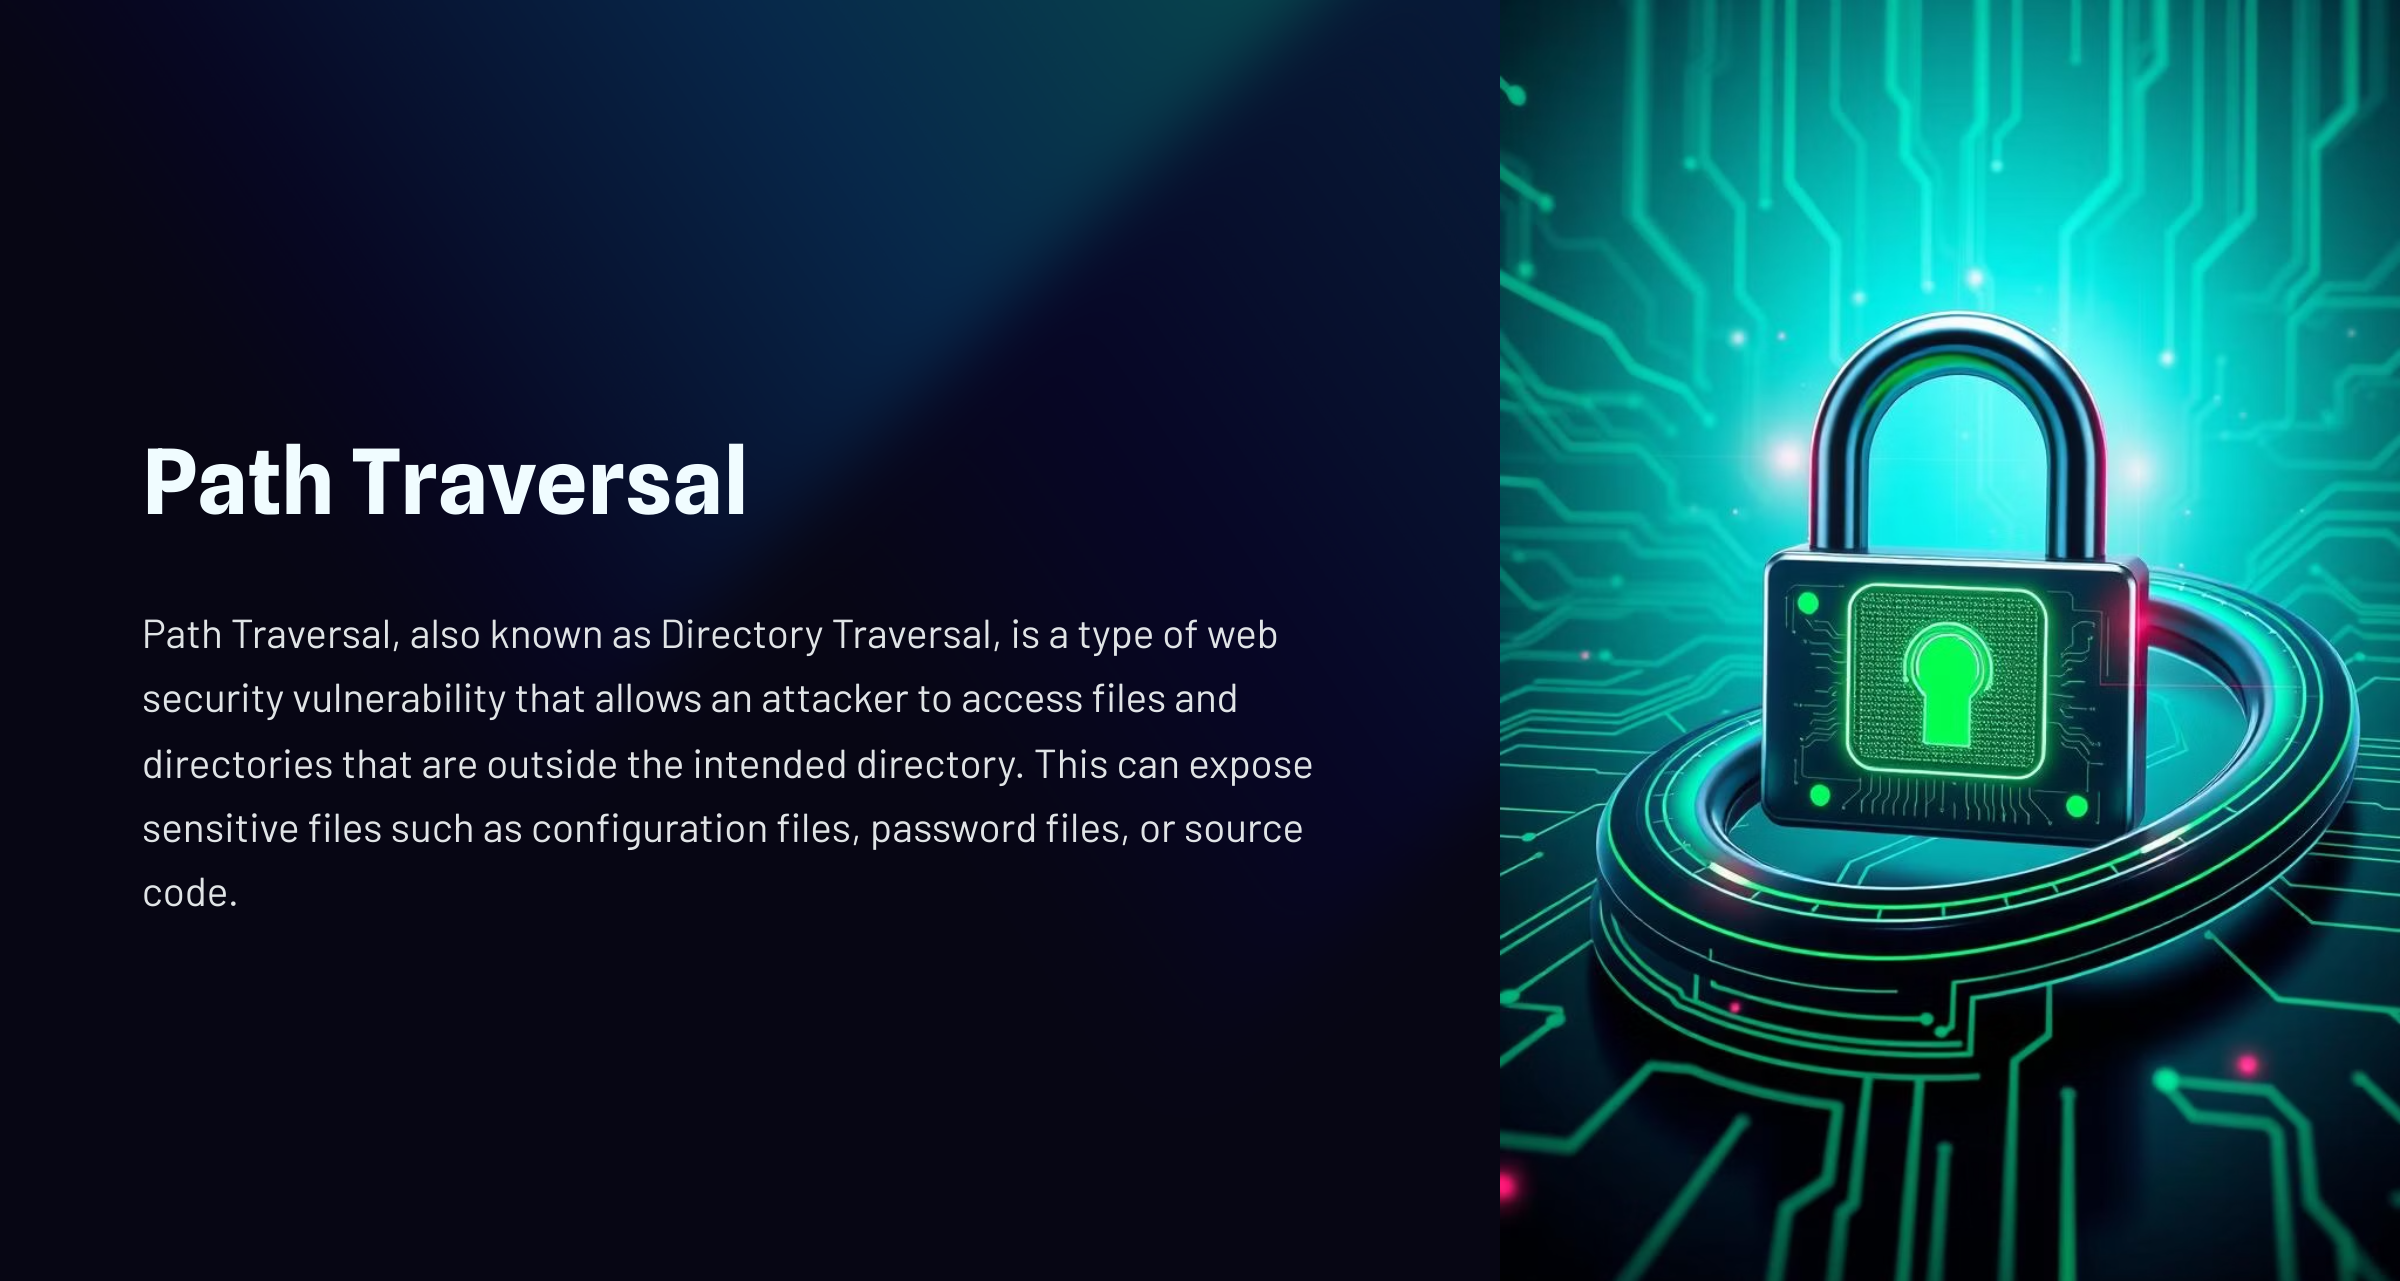 Path Traversal
Path Traversal, also known as Directory Traversal, is a type of web
security vulnerability that allows an attacker to access files and
directories that are outside the intended directory. This can expose
sensitive files such as configuration files, password files, or source
code.